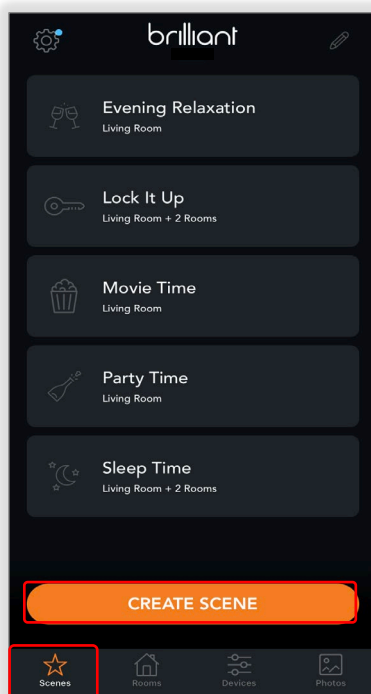 brilliant
Evening Relaxation
Living Room
Lock It Up
Living Room + 2 Rooms
Movie Time
Living Room
Party Time
Living Room
Sleep Time
Living Room + 2 Rooms
CREATE SCENE
Scenes Rooms Devices Photos